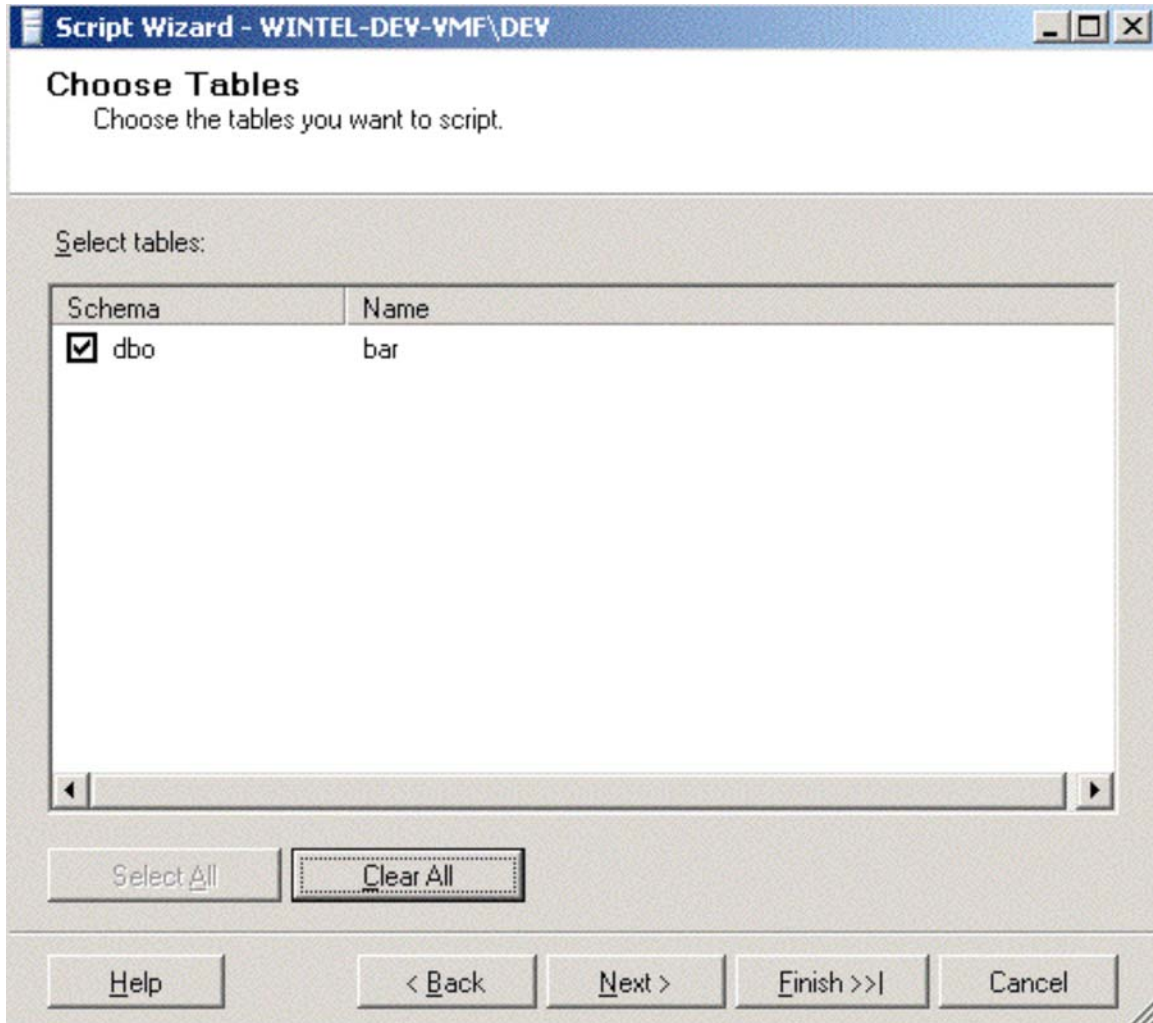 Script Wizard - WINTEL-DEV-VMF\DEV
Choose Tables
Choose the tables you want to script.
Select tables:
Schema Name
dbo bar
Select All Clear All
Help < Back Next > Finish >>| Cancel